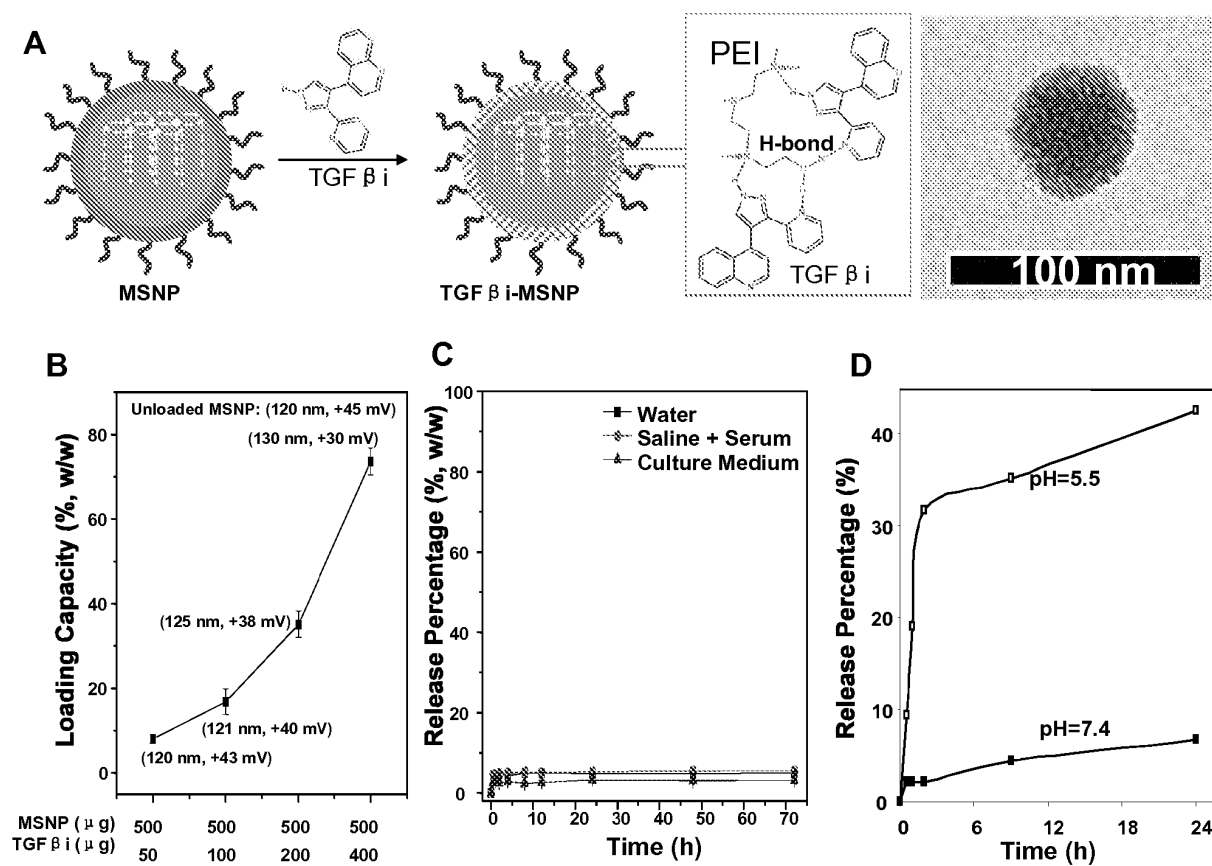 A
TGF β i
MSNP
TGF β i-MSNP
PEI
H-bond
TGF β i
100 nm
B
Loading Capacity (%, w/w)
80
60
40
20
0
Unloaded MSNP: (120 nm, +45 mV)
(130 nm, +30 mV)
(125 nm, +38 mV)
(121 nm, +40 mV)
(120 nm, +43 mV)
MSNP ( μ g) 500 500 500 500
TGF β i ( μ g) 50 100 200 400
C
Release Percentage (%, w/w)
100
80
60
40
20
0
Water
Saline + Serum
Culture Medium
0 10 20 30 40 50 60 70
Time (h)
D
Release Percentage (%)
40
30
20
10
0
pH=5.5
pH=7.4
0 6 12 18 24
Time (h)